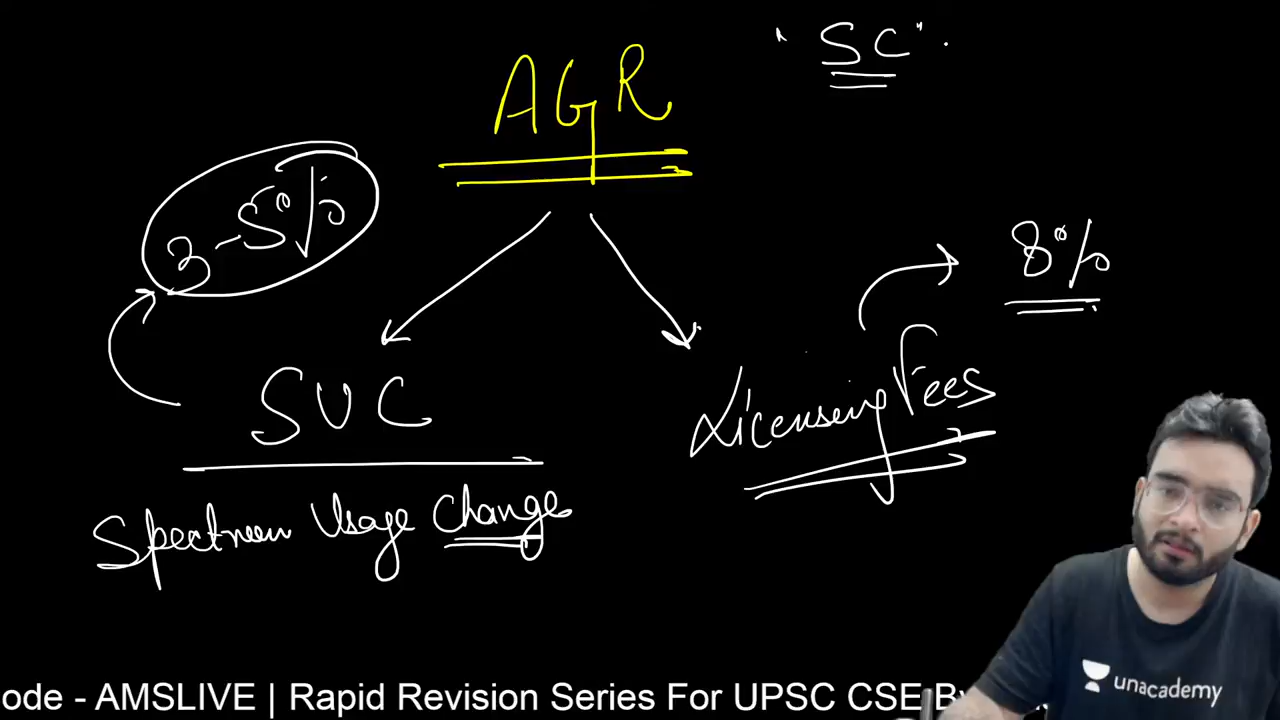 "SC".
AGR
3-5%
8%
SUC
Licensing Fees
Spectrum Usage Changes
unacademy
ode - AMSLIVE | Rapid Revision Series For UPSC CSE By